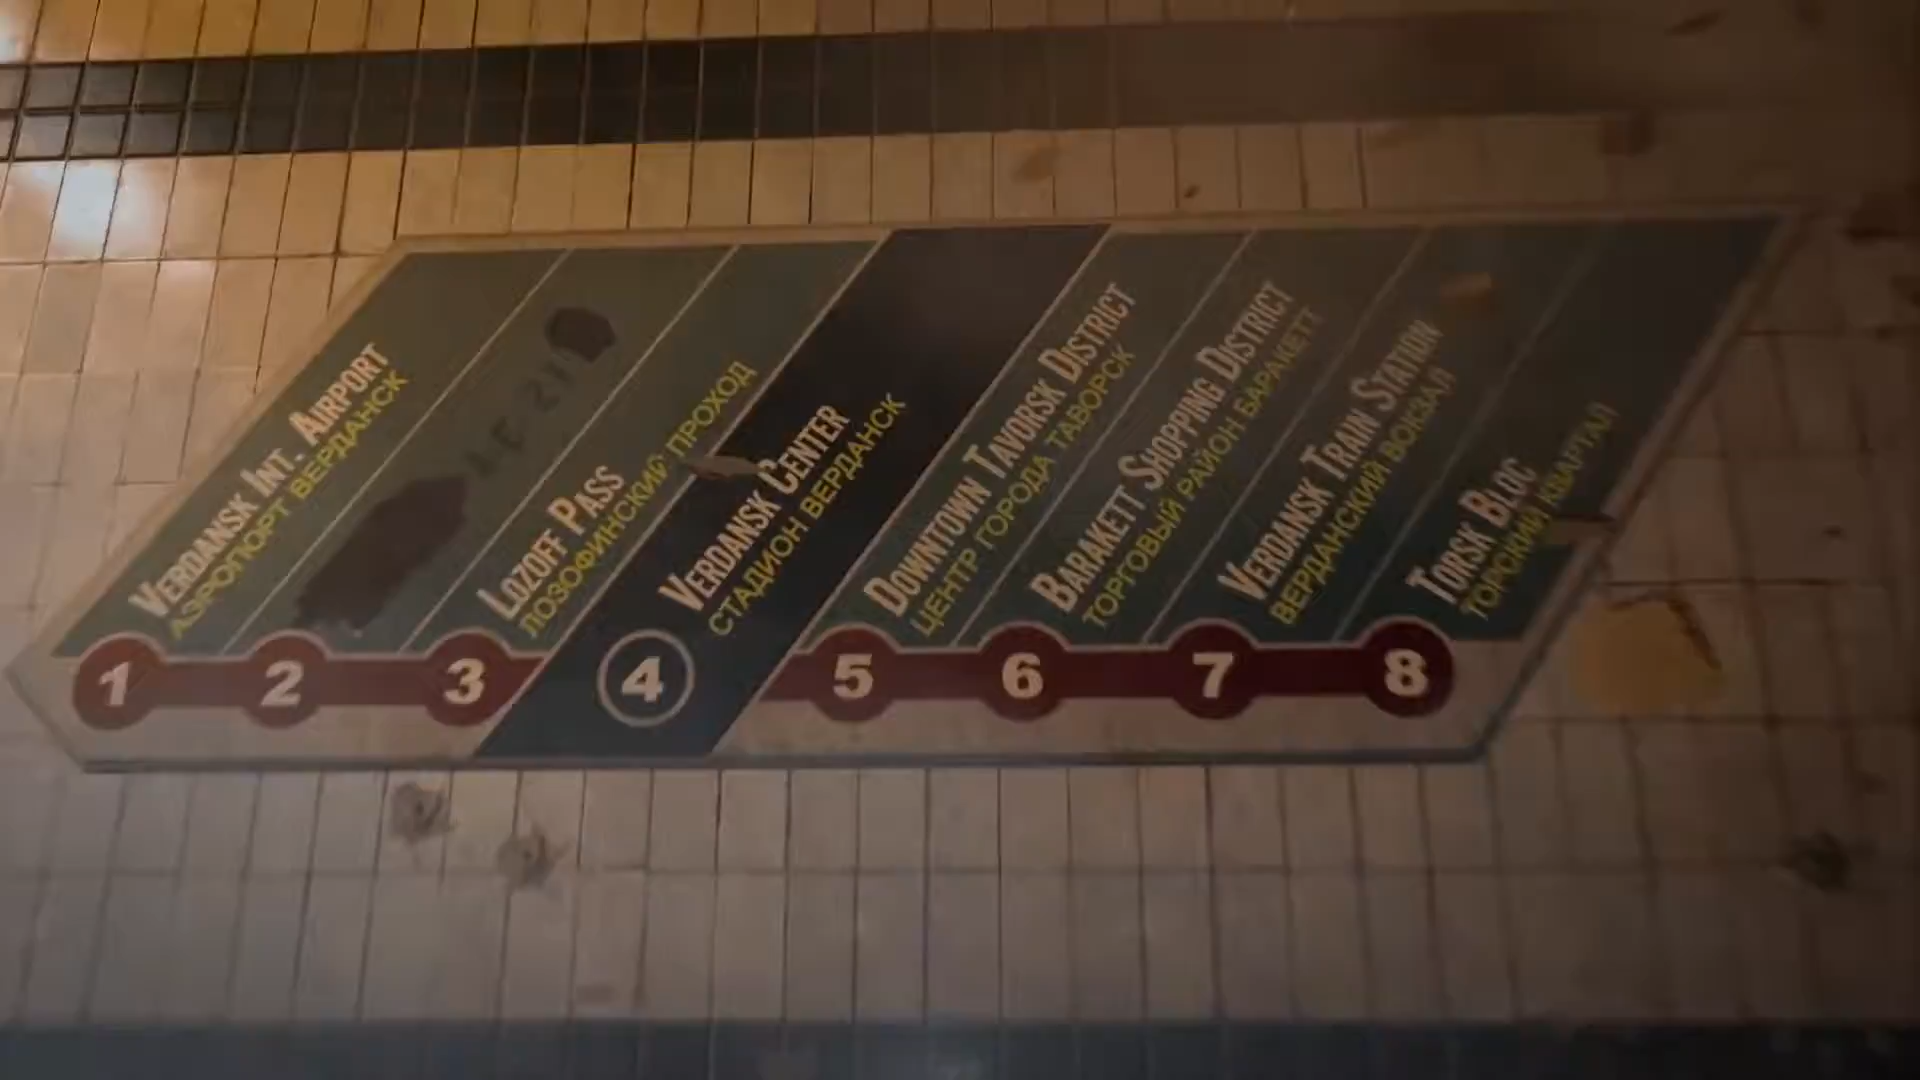 VERDANSK INT. AIRPORT
АЭРОПОРТ ВЕРДАНСК
LOZOFF PASS
ЛОЗОФИНСКИЙ ПРОХОД
VERDANSK CENTER
СТАДИОН ВЕРДАНСК
DOWNTOWN TAVORSK DISTRICT
ЦЕНТР ГОРОДА ТАВОРСК
BARAKETT SHOPPING DISTRICT
ТОРГОВЫЙ РАЙОН БАРАКЕТТ
VERDANSK TRAIN STATION
ВЕРДАНСКИЙ ВОКЗАЛ
TORSK BLOC
ТОРСКИЙ КВАРТАЛ
1 2 3 4 5 6 7 8